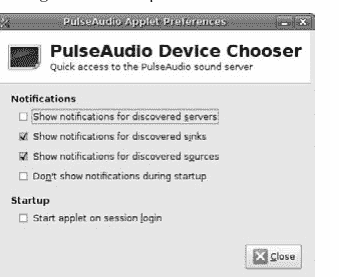 PulseAudio Applet Preferences
PulseAudio Device Chooser
Quick access to the PulseAudio sound server
Notifications
Show notifications for discovered servers
Show notifications for discovered sinks
Show notifications for discovered sources
Don't show notifications during startup
Startup
Start applet on session login
Close